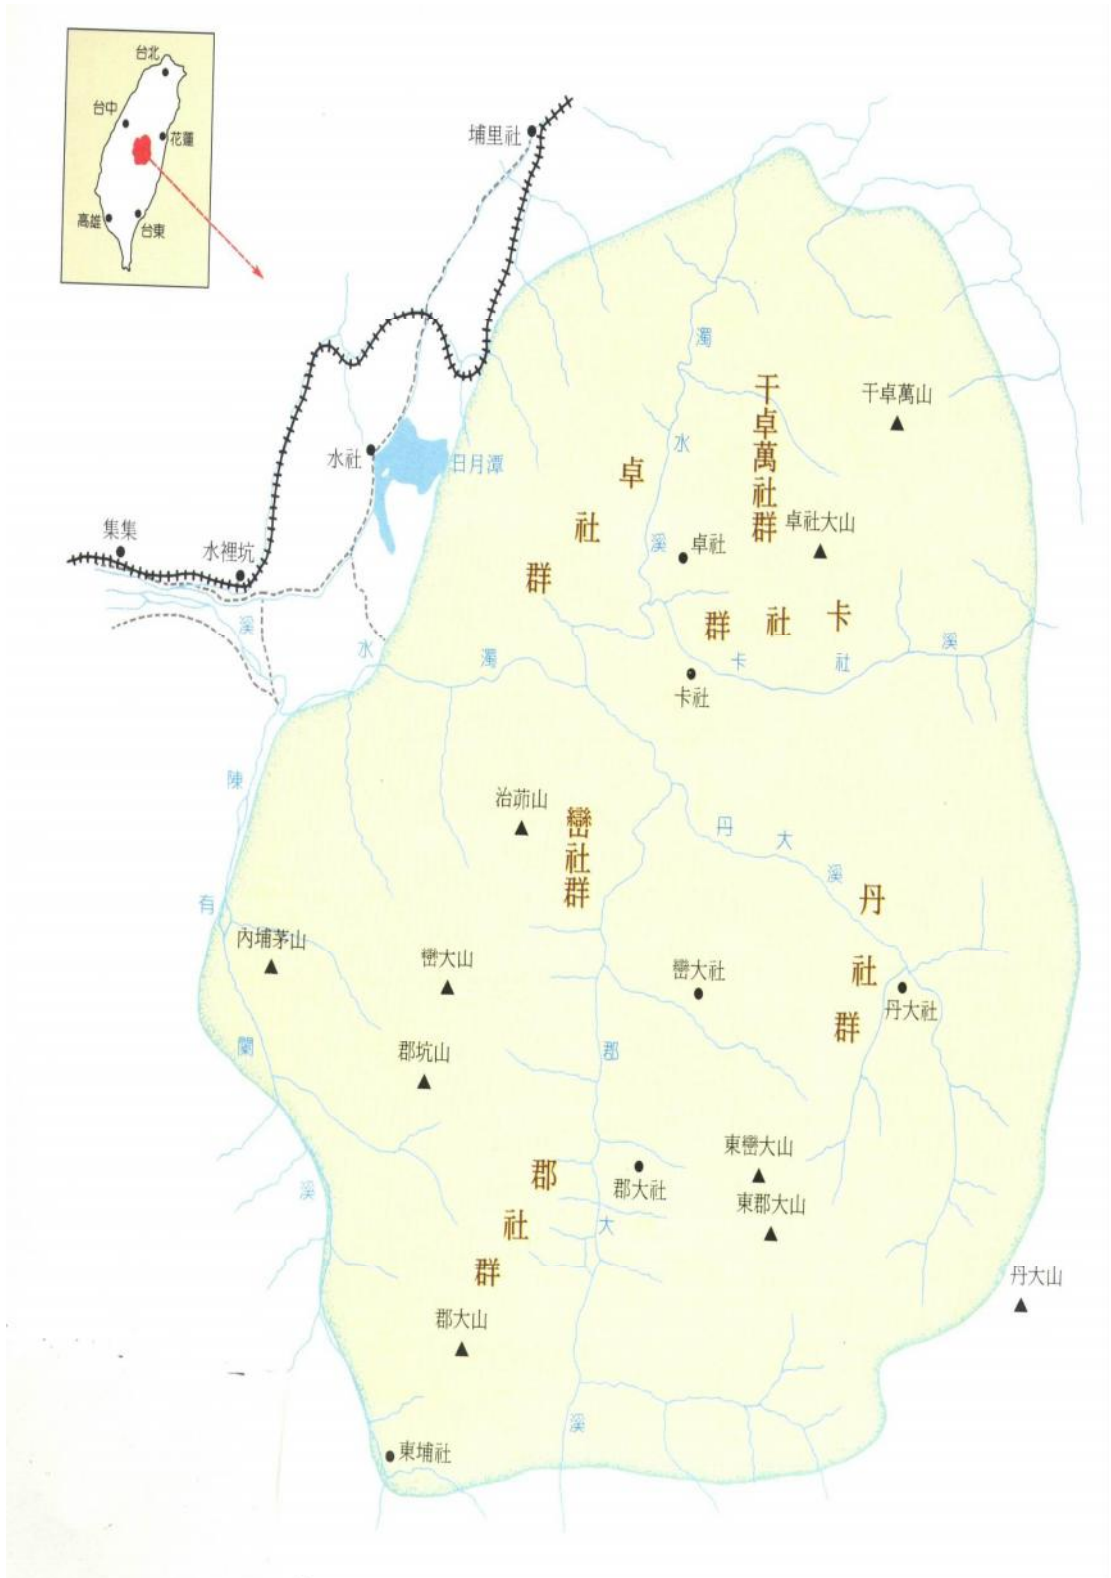 台北
台中
花蓮
高雄
台東
埔里社
濁水溪
干卓萬社群
干卓萬山
卓社群
水社
日月潭
卓社大山
卓社
集集
水裡坑
卡社群
卡社溪
卡社
濁水溪
陳有蘭溪
治茆山
巒社群
丹大溪
丹社群
內埔茅山
巒大山
巒大社
丹大社
郡坑山
郡大溪
東巒大山
郡社群
郡大社
東郡大山
丹大山
郡大山
東埔社